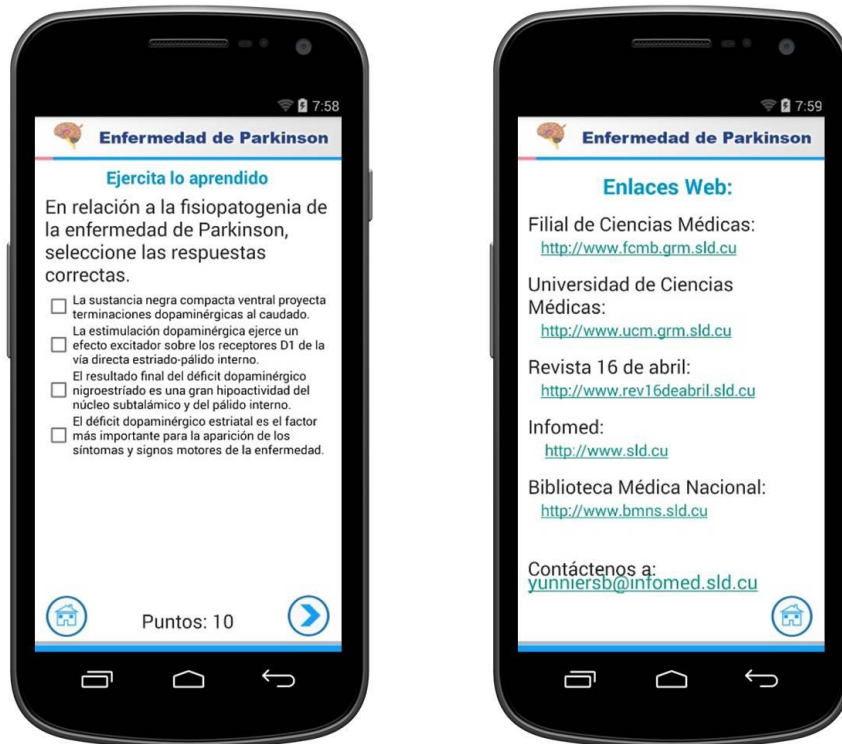 7:58
Enfermedad de Parkinson
Ejercita lo aprendido
En relación a la fisiopatogenia de
la enfermedad de Parkinson,
seleccione las respuestas
correctas.
La sustancia negra compacta ventral proyecta
terminaciones dopaminérgicas al caudado.
La estimulación dopaminérgica ejerce un
efecto excitador sobre los receptores D1 de la
vía directa estriado-pálido interno.
El resultado final del déficit dopaminérgico
nigroestríado es una gran hipoactividad del
núcleo subtalámico y del pálido interno.
El déficit dopaminérgico estriatal es el factor
más importante para la aparición de los
síntomas y signos motores de la enfermedad.
Puntos: 10
7:59
Enfermedad de Parkinson
Enlaces Web:
Filial de Ciencias Médicas:
http://www.fcmb.grm.sld.cu
Universidad de Ciencias
Médicas:
http://www.ucm.grm.sld.cu
Revista 16 de abril:
http://www.rev16deabril.sld.cu
Infomed:
http://www.sld.cu
Biblioteca Médica Nacional:
http://www.bmns.sld.cu
Contáctenos a:
yunniersb@infomed.sld.cu